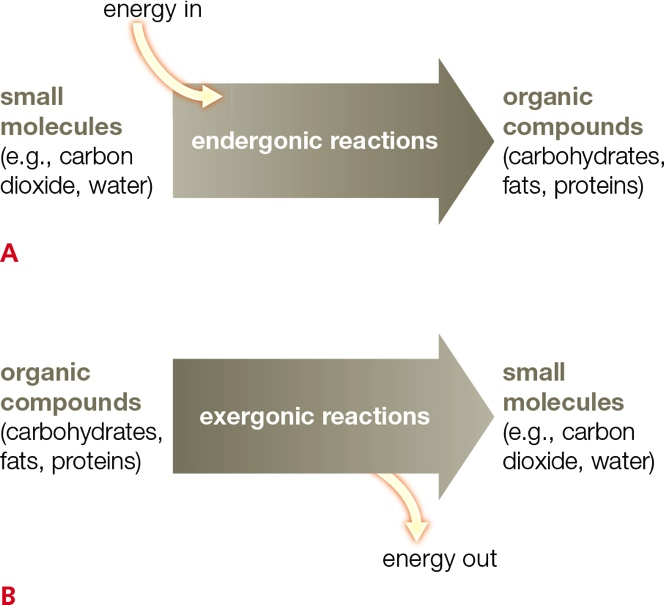 energy in
small
molecules
(e.g., carbon
dioxide, water)
endergonic reactions
organic
compounds
(carbohydrates,
fats, proteins)
A
organic
compounds
(carbohydrates,
fats, proteins)
exergonic reactions
small
molecules
(e.g., carbon
dioxide, water)
energy out
B